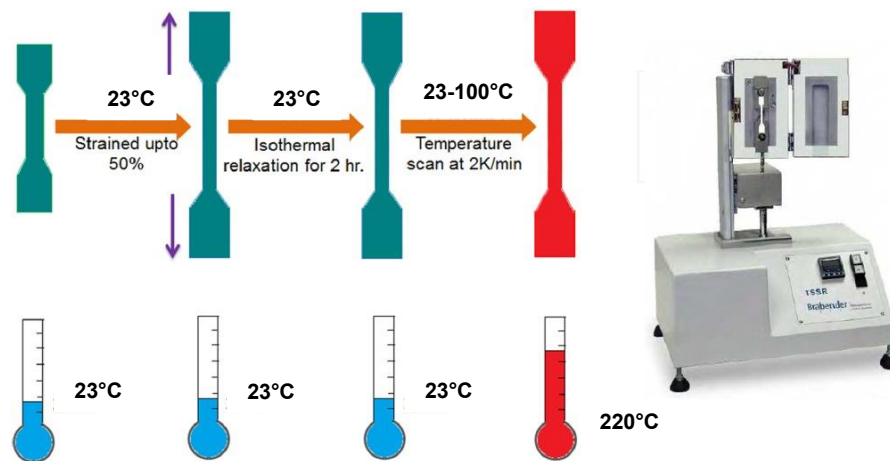 23°C
Strained upto
50%
23°C
Isothermal
relaxation for 2 hr.
23-100°C
Temperature
scan at 2K/min
TSSR
Brabender
23°C
23°C
23°C
220°C